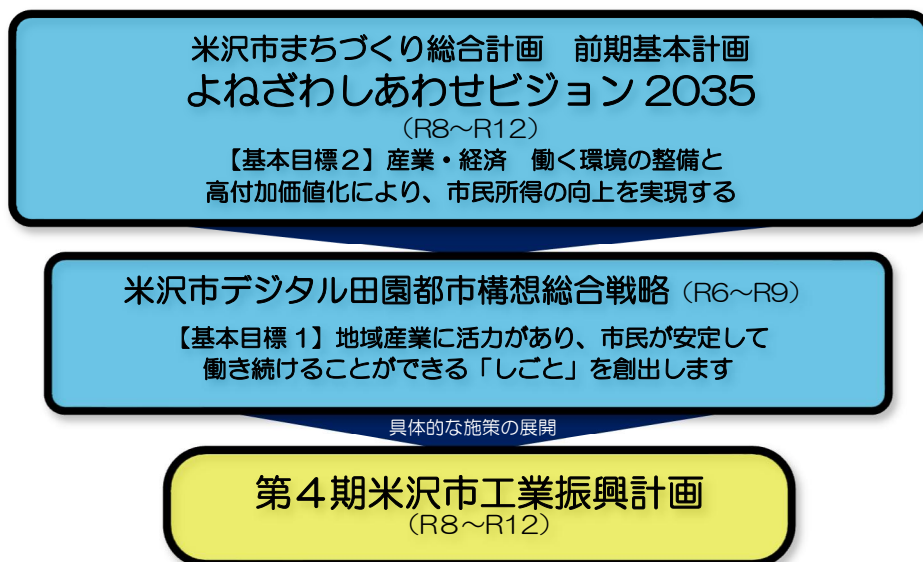 米沢市まちづくり総合計画　前期基本計画
よねざわしあわせビジョン2035
(R8～R12)
【基本目標２】産業・経済　働く環境の整備と
高付加価値化により、市民所得の向上を実現する
米沢市デジタル田園都市構想総合戦略（R6～R9）
【基本目標１】地域産業に活力があり、市民が安定して
働き続けることができる「しごと」を創出します
具体的な施策の展開
第４期米沢市工業振興計画
（R8～R12）